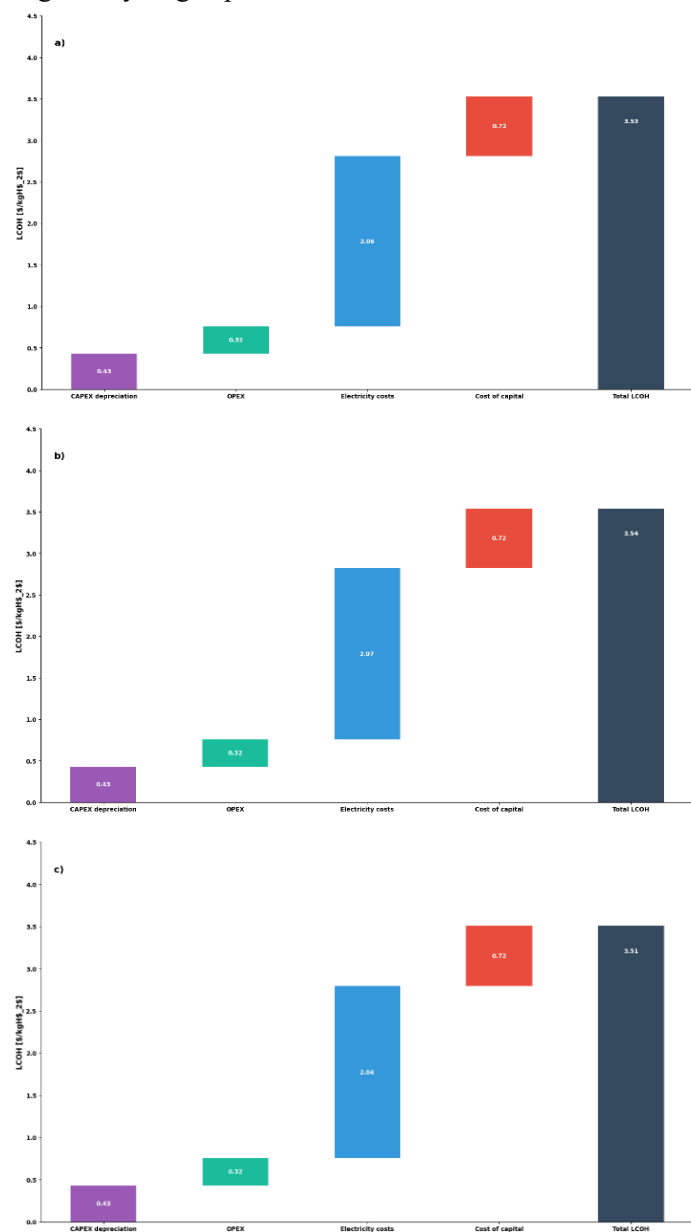 a)
4.5
4.0
3.5
3.0
2.5
2.0
1.5
1.0
0.5
0.0
LCOH [$/kgH$_2$]
0.43
0.32
2.06
0.72
3.53
CAPEX depreciation
OPEX
Electricity costs
Cost of capital
Total LCOH
b)
4.5
4.0
3.5
3.0
2.5
2.0
1.5
1.0
0.5
0.0
LCOH [$/kgH$_2$]
0.43
0.32
2.07
0.72
3.54
CAPEX depreciation
OPEX
Electricity costs
Cost of capital
Total LCOH
c)
4.5
4.0
3.5
3.0
2.5
2.0
1.5
1.0
0.5
0.0
LCOH [$/kgH$_2$]
0.43
0.32
2.04
0.72
3.51
CAPEX depreciation
OPEX
Electricity costs
Cost of capital
Total LCOH